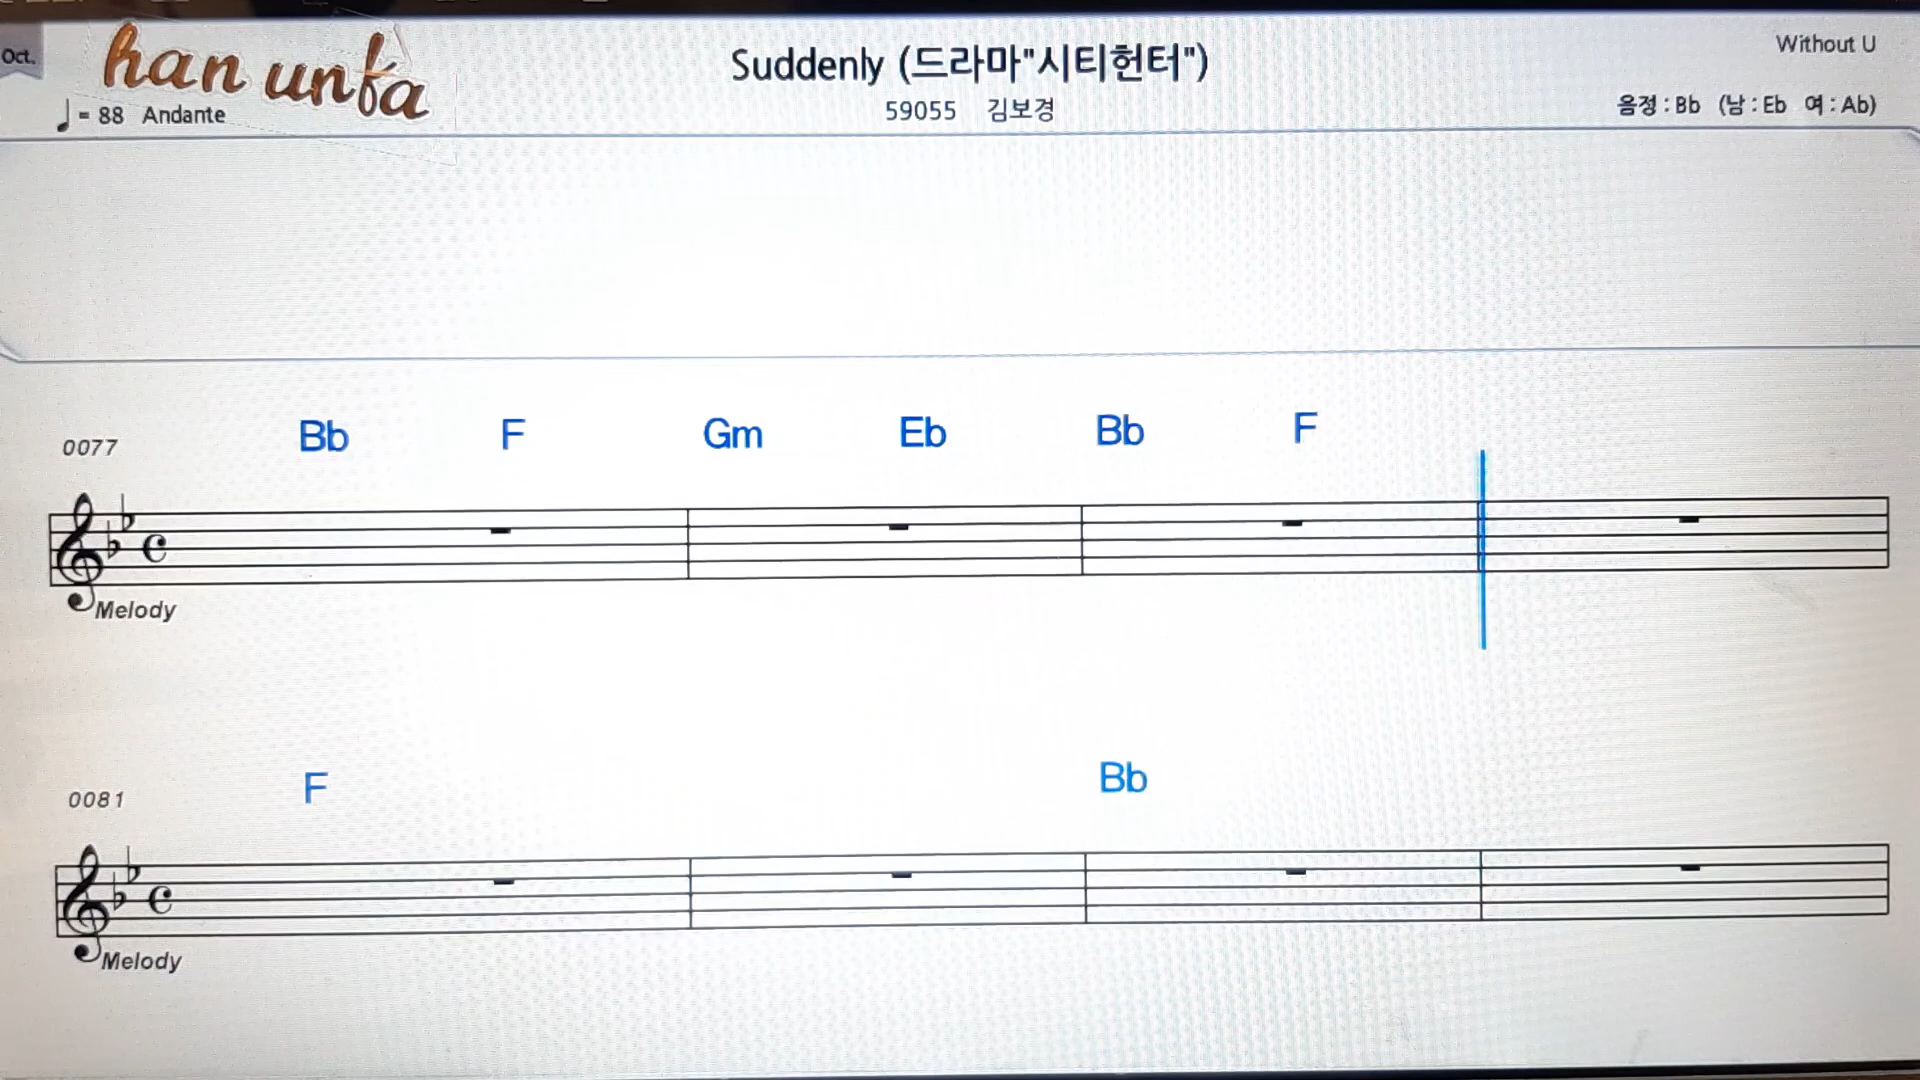 Oct.
han unfa
Suddenly (드라마"시티헌터")
Without U
♩ = 88 Andante
59055 김보경
음정 : Bb (남 : Eb 여 : Ab)
0077
Bb F Gm Eb Bb F
Melody
0081
F Bb
Melody